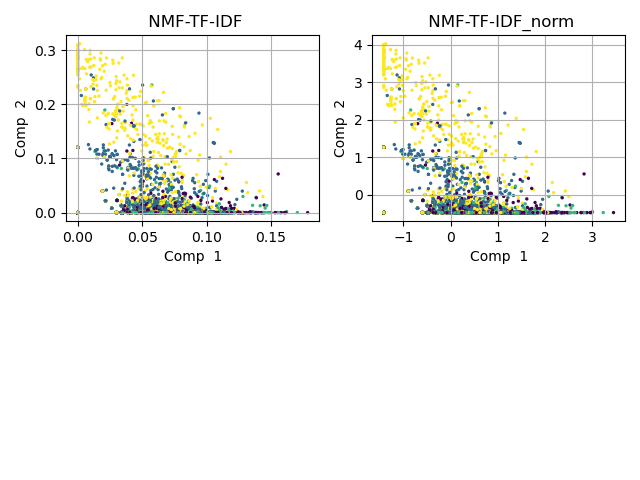 NMF-TF-IDF
0.3
0.2
0.1
0.0
Comp 2
0.00 0.05 0.10 0.15
Comp 1
NMF-TF-IDF_norm
4
3
2
1
0
Comp 2
−1 0 1 2 3
Comp 1